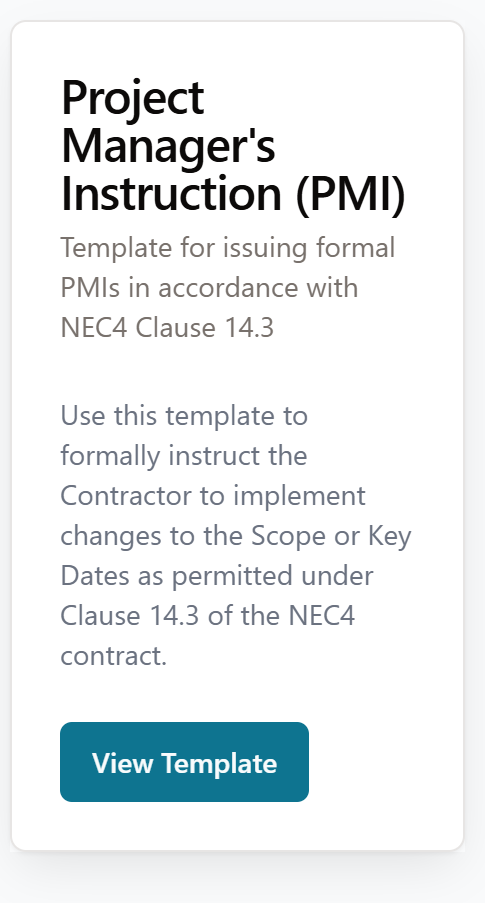 Project
Manager's
Instruction (PMI)
Template for issuing formal
PMIs in accordance with
NEC4 Clause 14.3
Use this template to
formally instruct the
Contractor to implement
changes to the Scope or Key
Dates as permitted under
Clause 14.3 of the NEC4
contract.
View Template